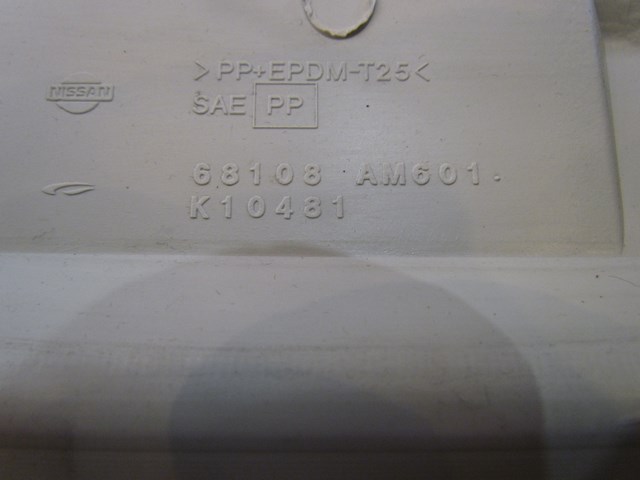 >PP+EPDM-T25<
NISSAN
SAE PP
68108 AM601.
K10481